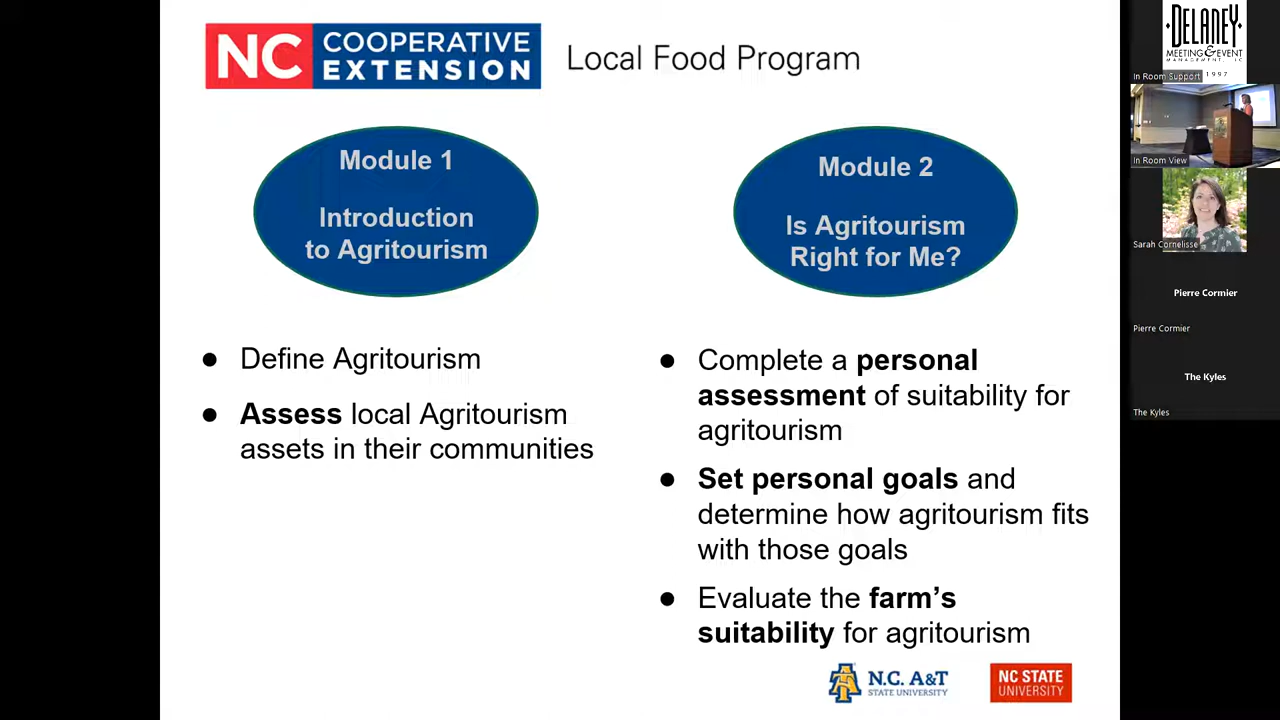 NC COOPERATIVE
EXTENSION
Local Food Program
Module 1
Introduction
to Agritourism
Module 2
Is Agritourism
Right for Me?
● Define Agritourism
● Assess local Agritourism
assets in their communities
● Complete a personal
assessment of suitability for
agritourism
● Set personal goals and
determine how agritourism fits
with those goals
● Evaluate the farm's
suitability for agritourism
N.C. A&T
STATE UNIVERSITY
NC STATE
UNIVERSITY
DELANEY
MEETING & EVENT
MANAGEMENT, LLC
1997
In Room Support
In Room View
Sarah Cornelisse
Pierre Cormier
Pierre Cormier
The Kyles
The Kyles